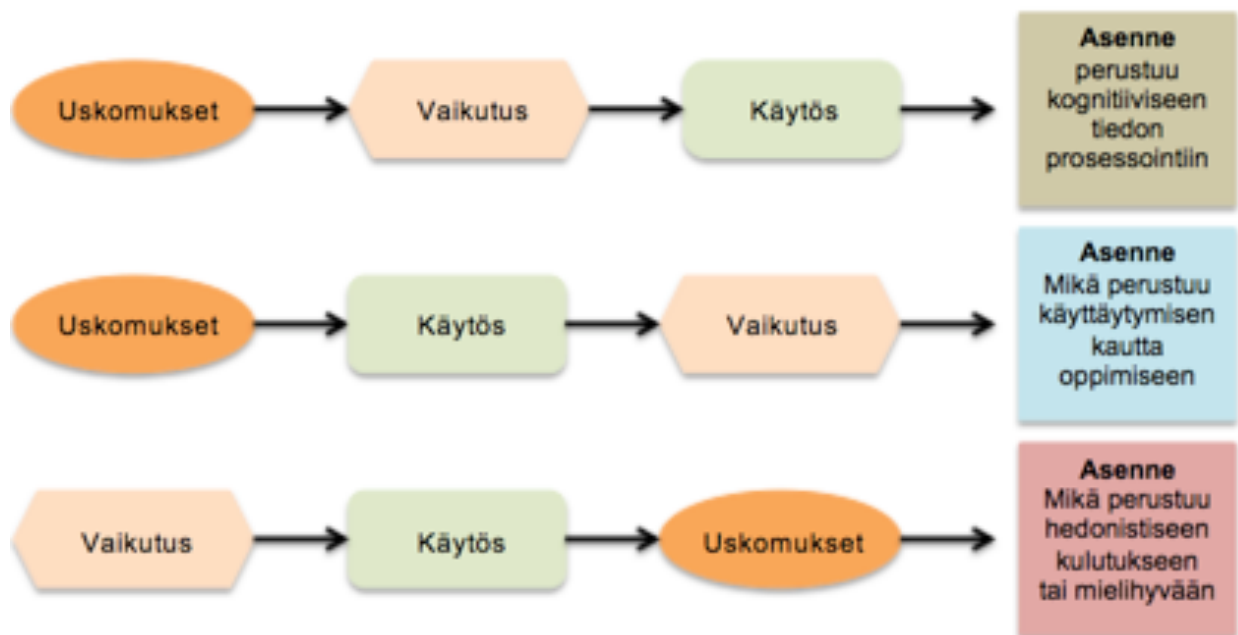 Uskomukset
Vaikutus
Käytös
Asenne
perustuu
kognitiiviseen
tiedon
prosessointiin
Uskomukset
Käytös
Vaikutus
Asenne
Mikä perustuu
käyttäytymisen
kautta
oppimiseen
Vaikutus
Käytös
Uskomukset
Asenne
Mikä perustuu
hedonistiseen
kulutukseen
tai mielihyvään